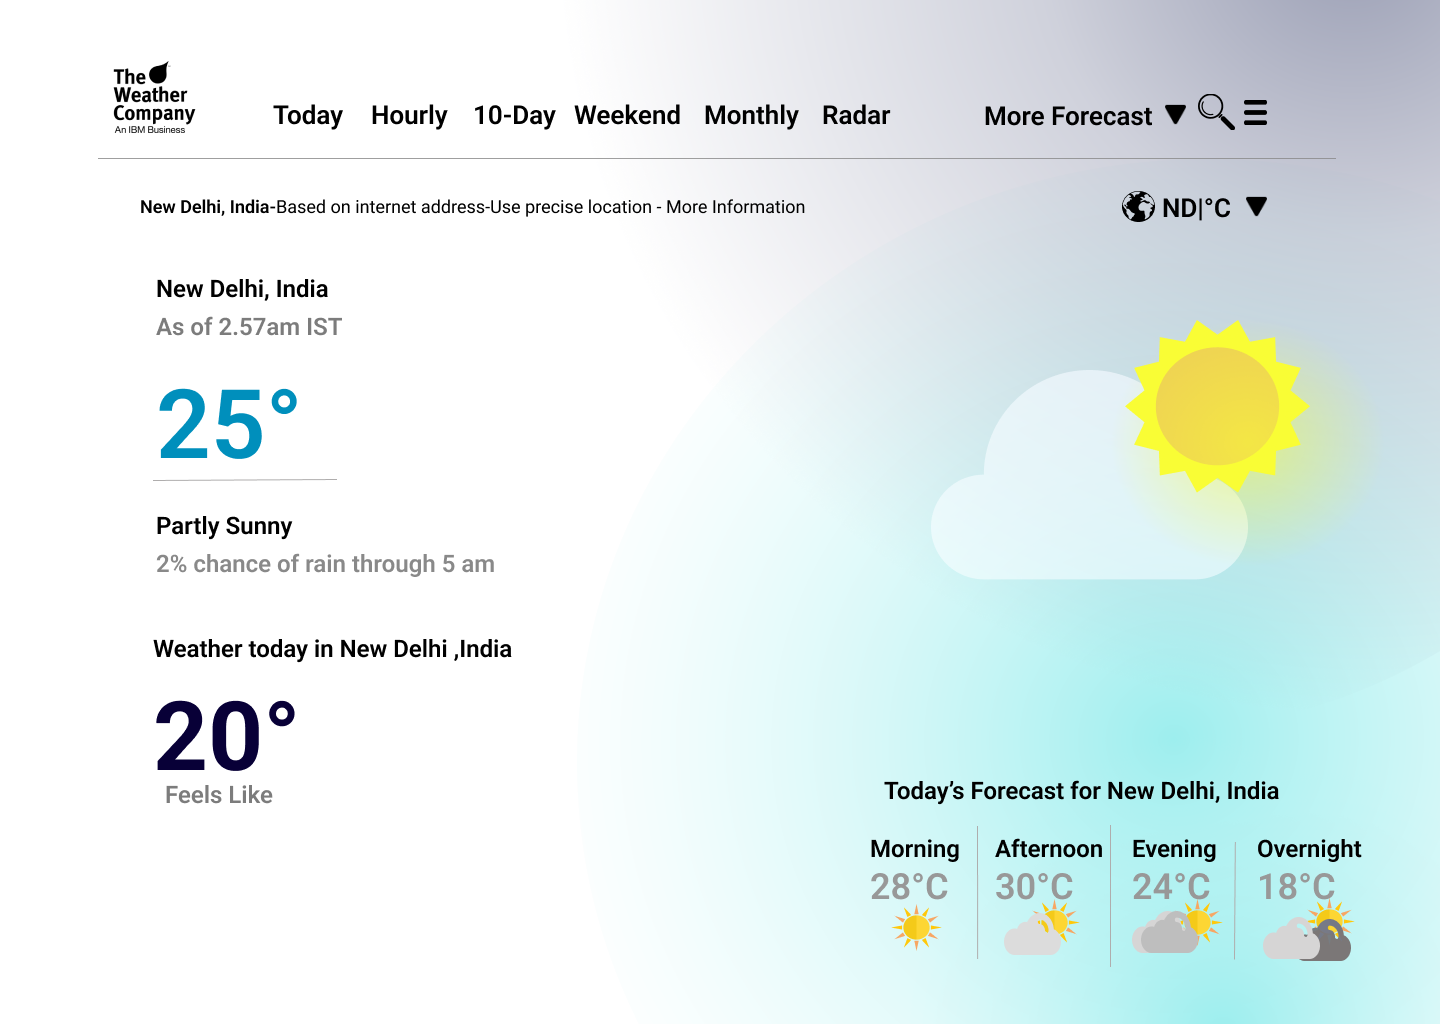 The
Weather
Company
An IBM Business
Today Hourly 10-Day Weekend Monthly Radar More Forecast
New Delhi, India-Based on internet address-Use precise location - More Information
ND|°C
New Delhi, India
As of 2.57am IST
25°
Partly Sunny
2% chance of rain through 5 am
Weather today in New Delhi ,India
20°
Feels Like
Today’s Forecast for New Delhi, India
Morning Afternoon Evening Overnight
28°C 30°C 24°C 18°C